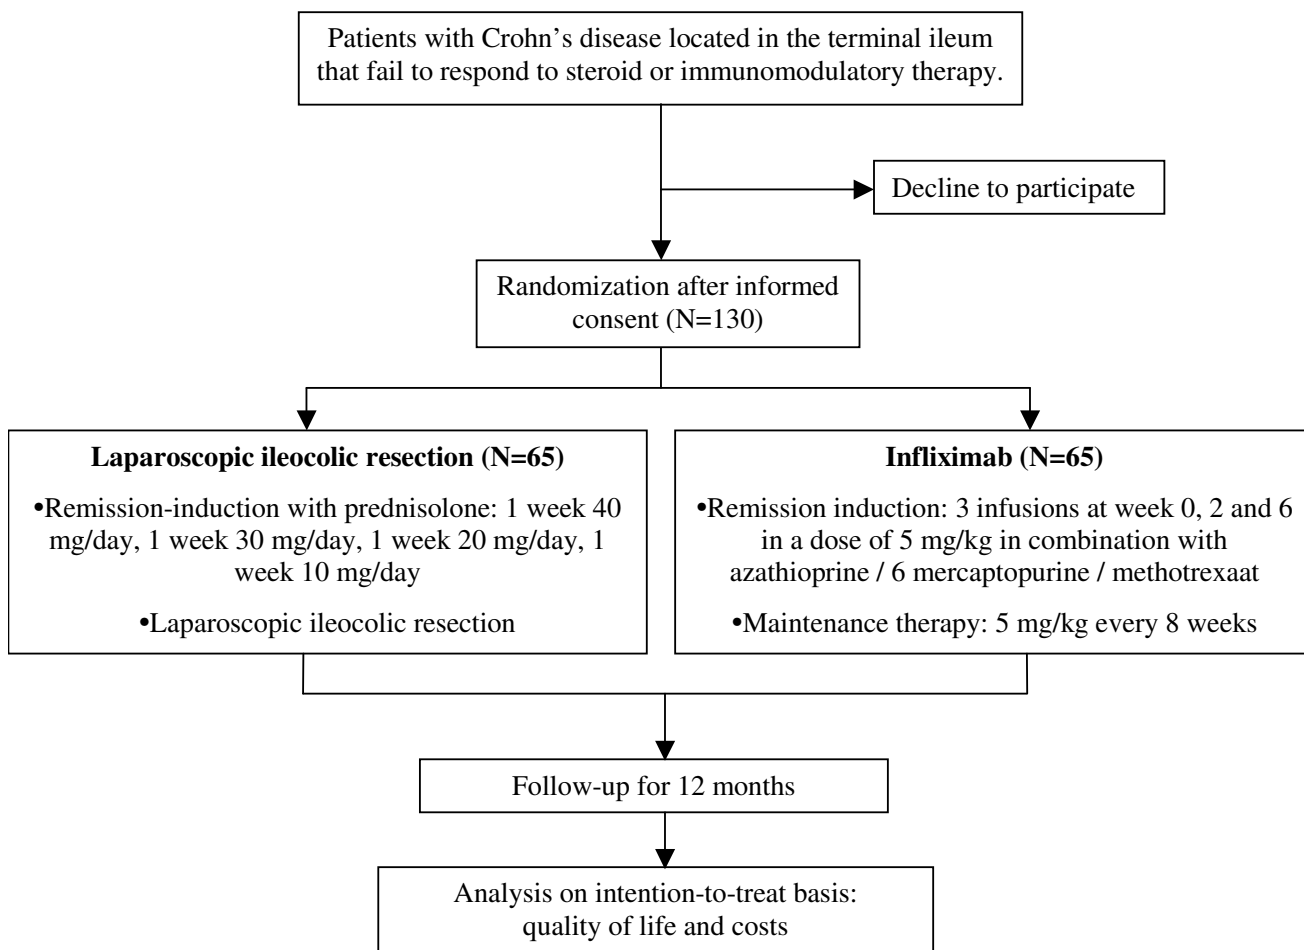 Patients with Crohn’s disease located in the terminal ileum
that fail to respond to steroid or immunomodulatory therapy.
Decline to participate
Randomization after informed
consent (N=130)
Laparoscopic ileocolic resection (N=65)
•Remission-induction with prednisolone: 1 week 40
mg/day, 1 week 30 mg/day, 1 week 20 mg/day, 1
week 10 mg/day
•Laparoscopic ileocolic resection
Infliximab (N=65)
•Remission induction: 3 infusions at week 0, 2 and 6
in a dose of 5 mg/kg in combination with
azathioprine / 6 mercaptopurine / methotrexaat
•Maintenance therapy: 5 mg/kg every 8 weeks
Follow-up for 12 months
Analysis on intention-to-treat basis:
quality of life and costs